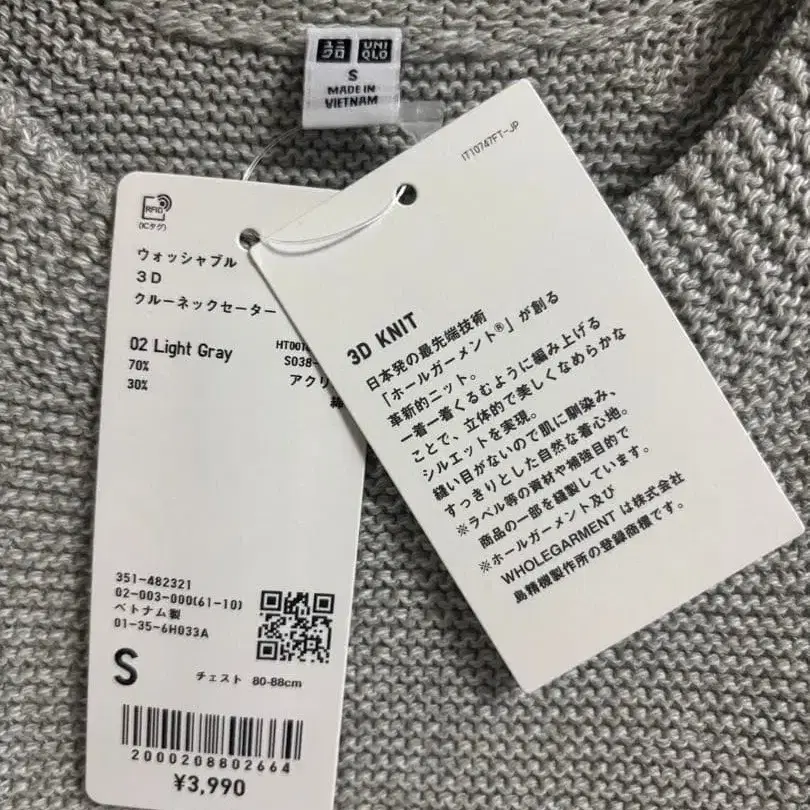 ユニ
クロ
UNI
QLO
S
MADE IN
VIETNAM
RFID
(ICタグ)
ウォッシャブル
3D
クルーネックセーター
02 Light Gray
S038-
70%
アクリ
30%
綿
351-482321
02-003-000(61-10)
ベトナム製
01-35-6H033A
S
チェスト 80-88cm
2000208802664
¥3,990
IT10747FT-JP
3D KNIT
日本発の最先端技術
「ホールガーメント®」が創る
革新的ニット。
一着一着くるむように編み上げる
ことで、立体的で美しくなめらかな
シルエットを実現。
縫い目がないので肌に馴染み、
すっきりとした自然な着心地。
※ラベル等の資材や補強目的で
商品の一部を縫製しています。
※ホールガーメント及び
WHOLEGARMENT は株式会社
島精機製作所の登録商標です。